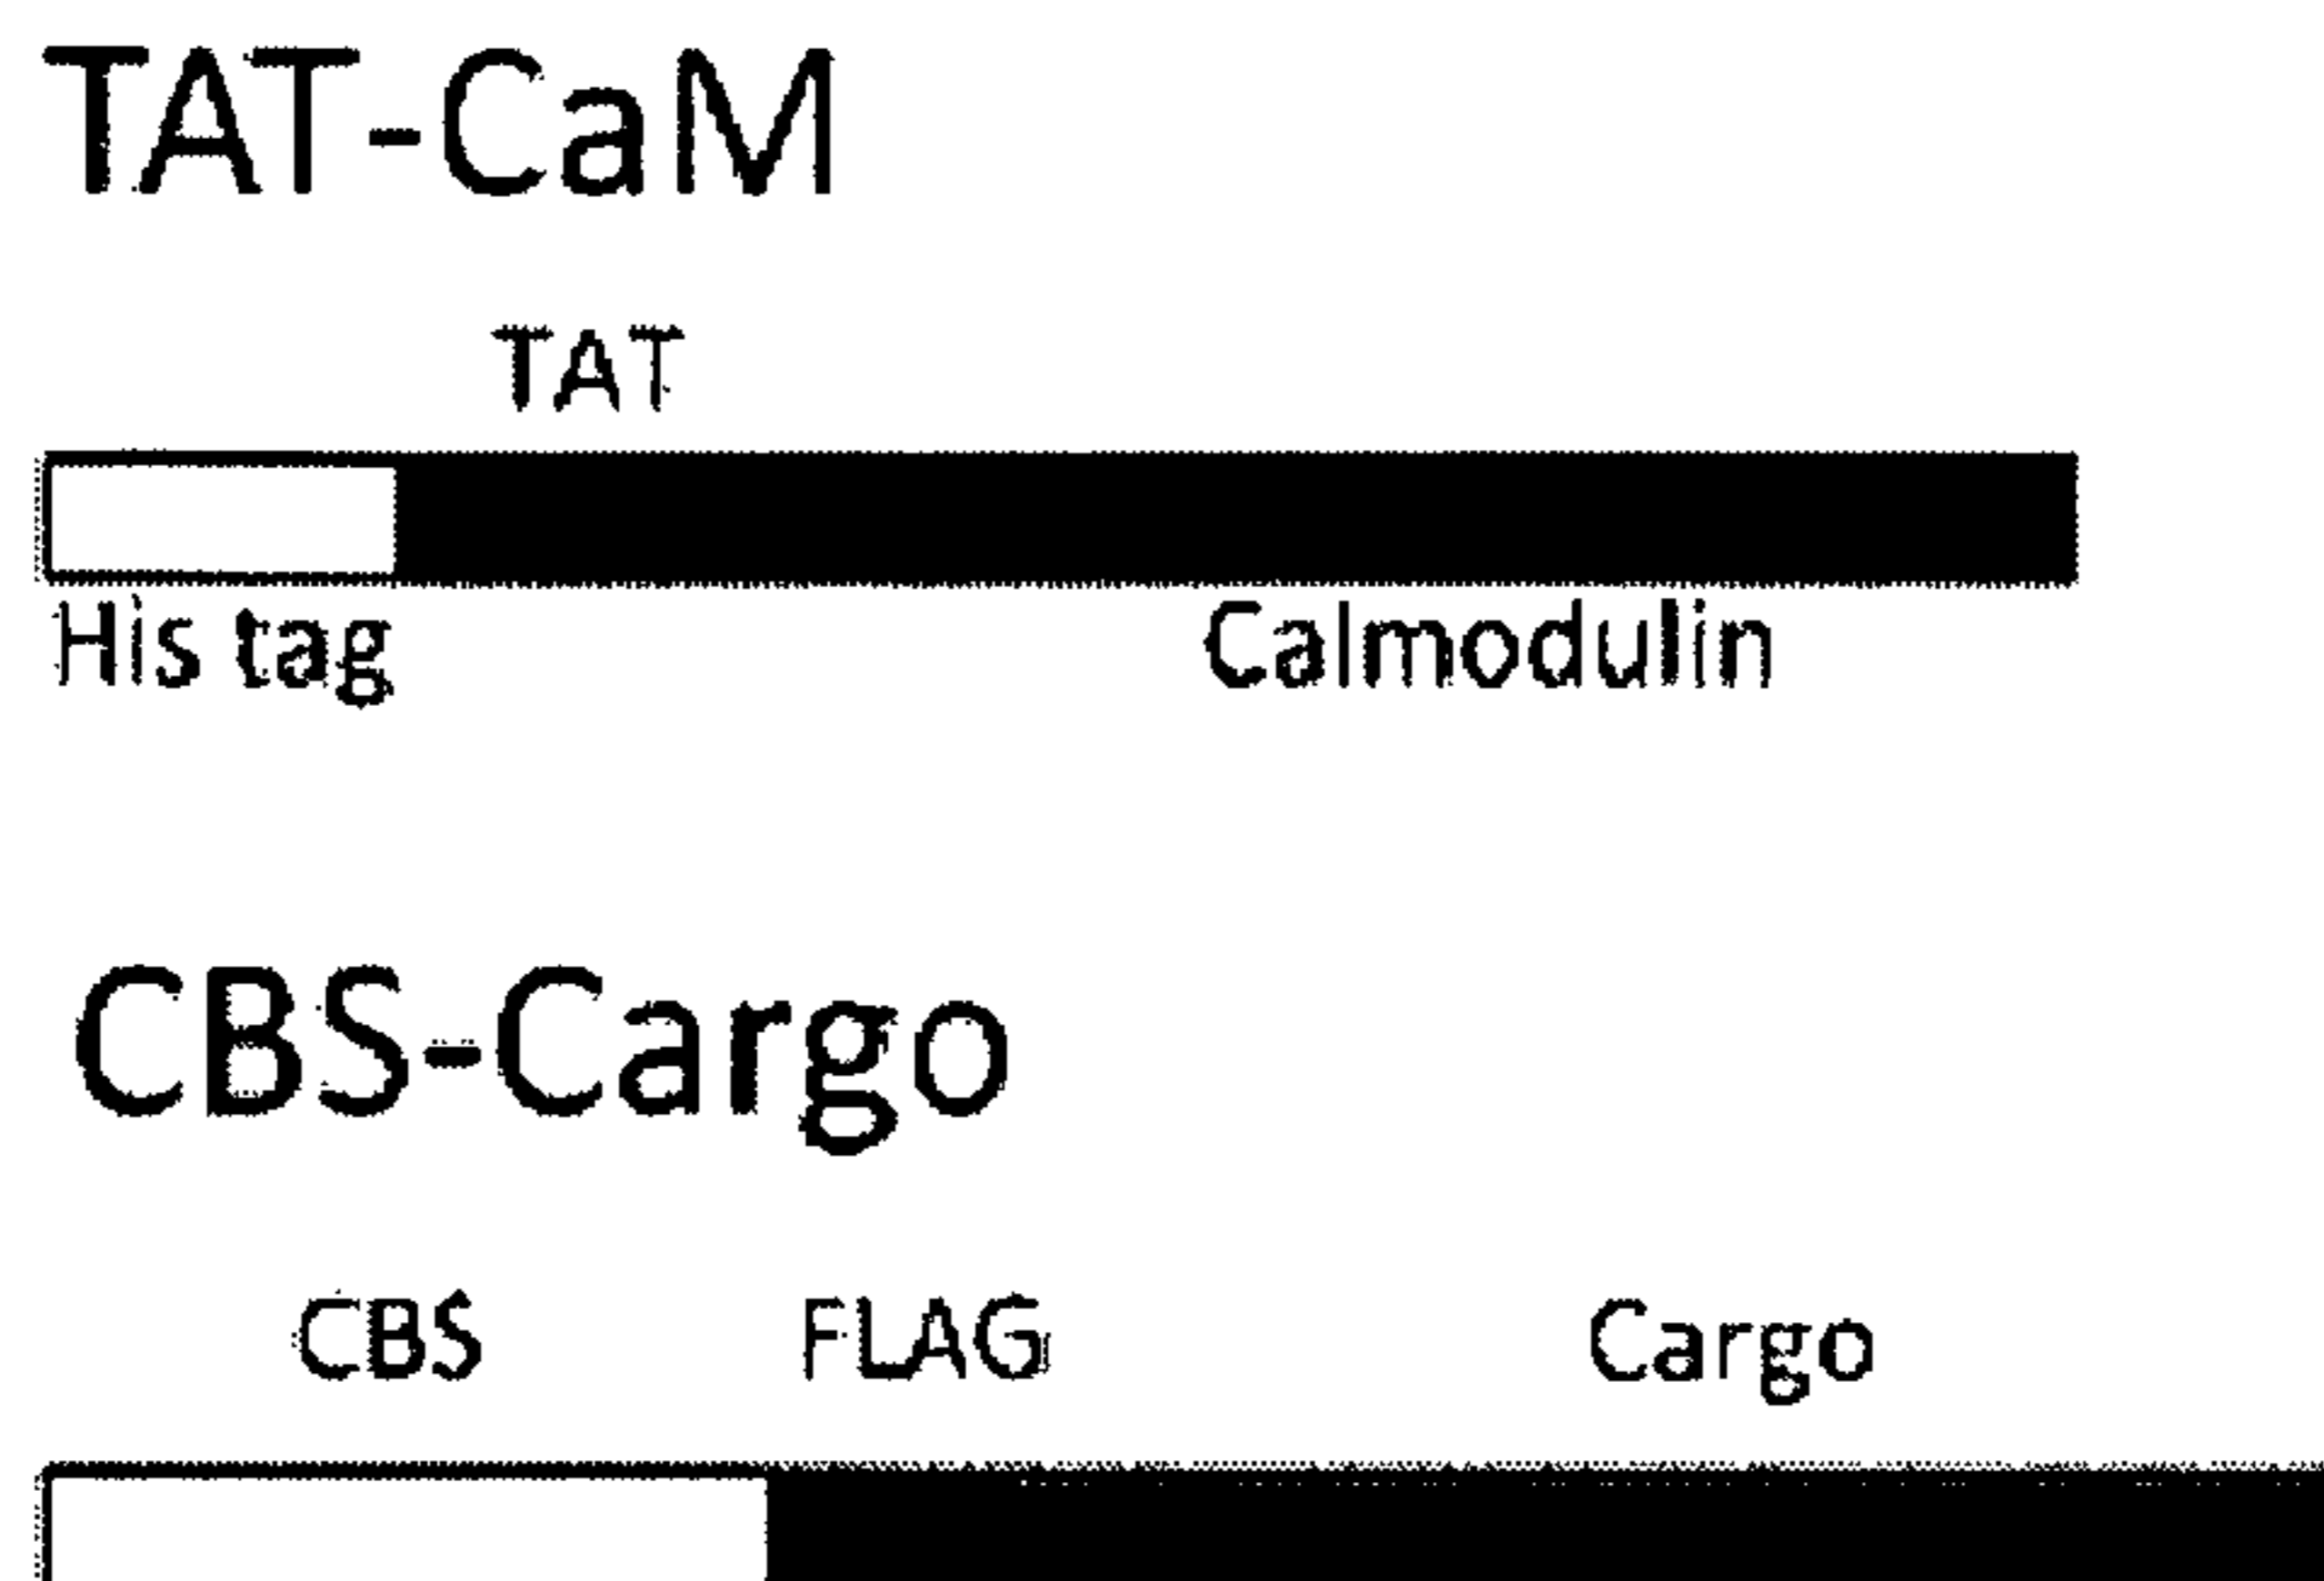 TAT-CaM
TAT
His tag
Calmodulin
CBS-Cargo
CBS
FLAG
Cargo